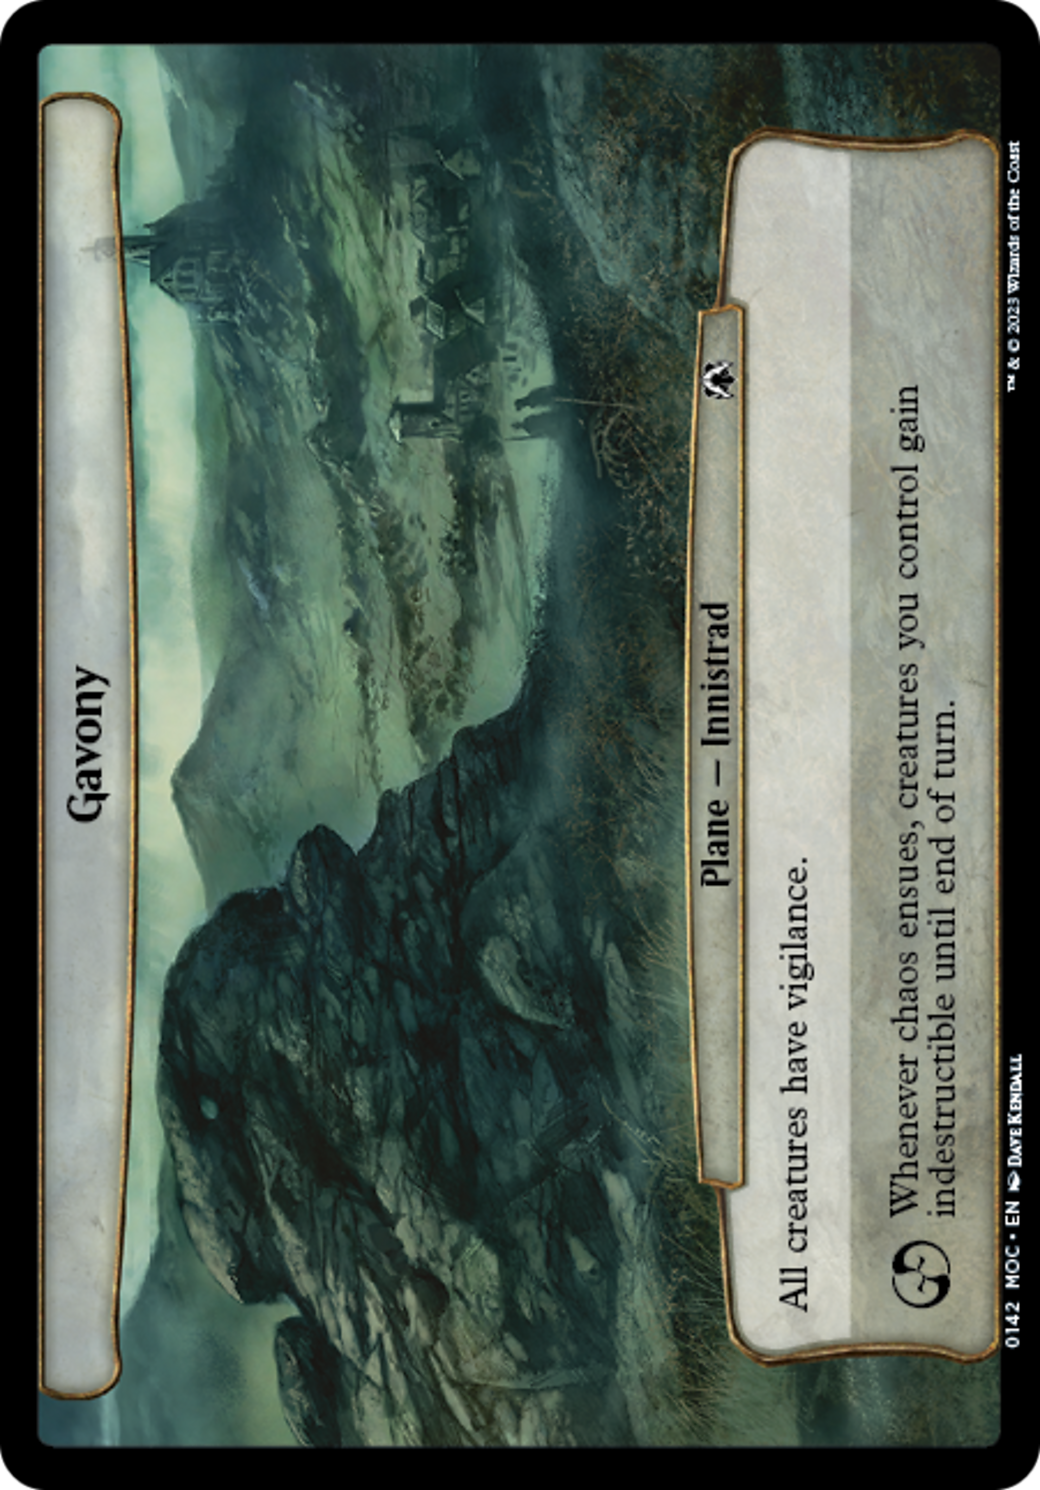 Gavony
Plane — Innistrad
All creatures have vigilance.
Whenever chaos ensues, creatures you control gain
indestructible until end of turn.
0142 MOC • EN DAVE KENDALL
™ & © 2023 Wizards of the Coast